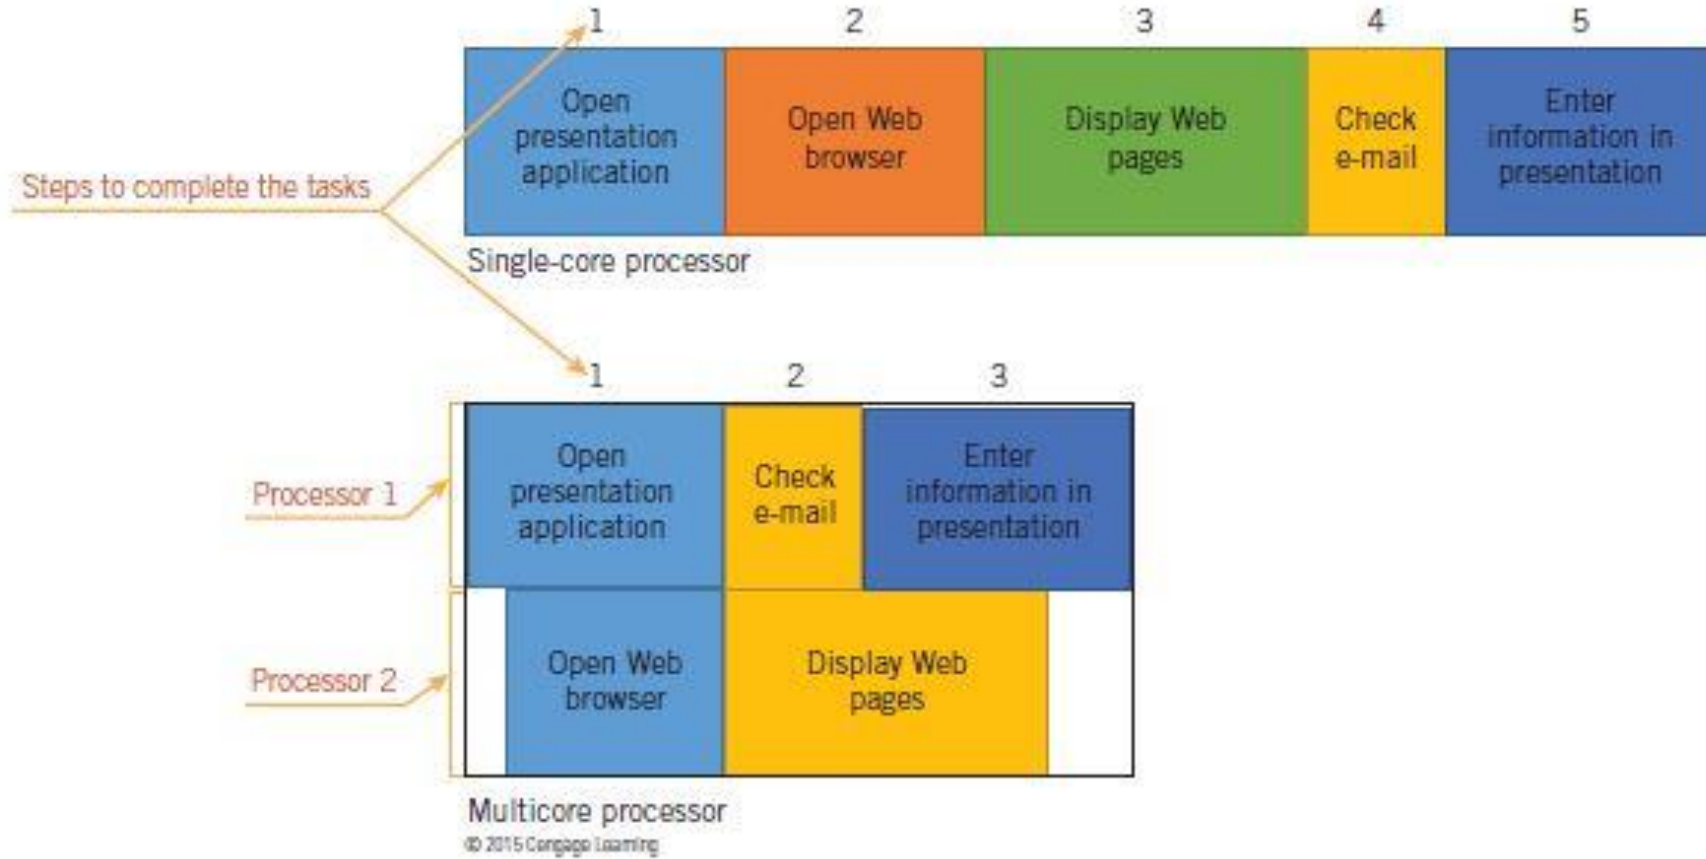 1 2 3 4 5
Open
presentation
application
Open Web
browser
Display Web
pages
Check
e-mail
Enter
information in
presentation
Steps to complete the tasks
Single-core processor
1 2 3
Processor 1
Open
presentation
application
Check
e-mail
Enter
information in
presentation
Processor 2
Open Web
browser
Display Web
pages
Multicore processor
© 2015 Cengage Learning